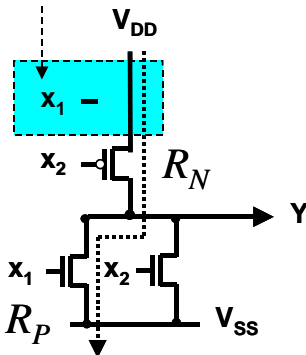 V_DD
x_1
x_2 R_N
Y
x_1 x_2
R_P V_SS